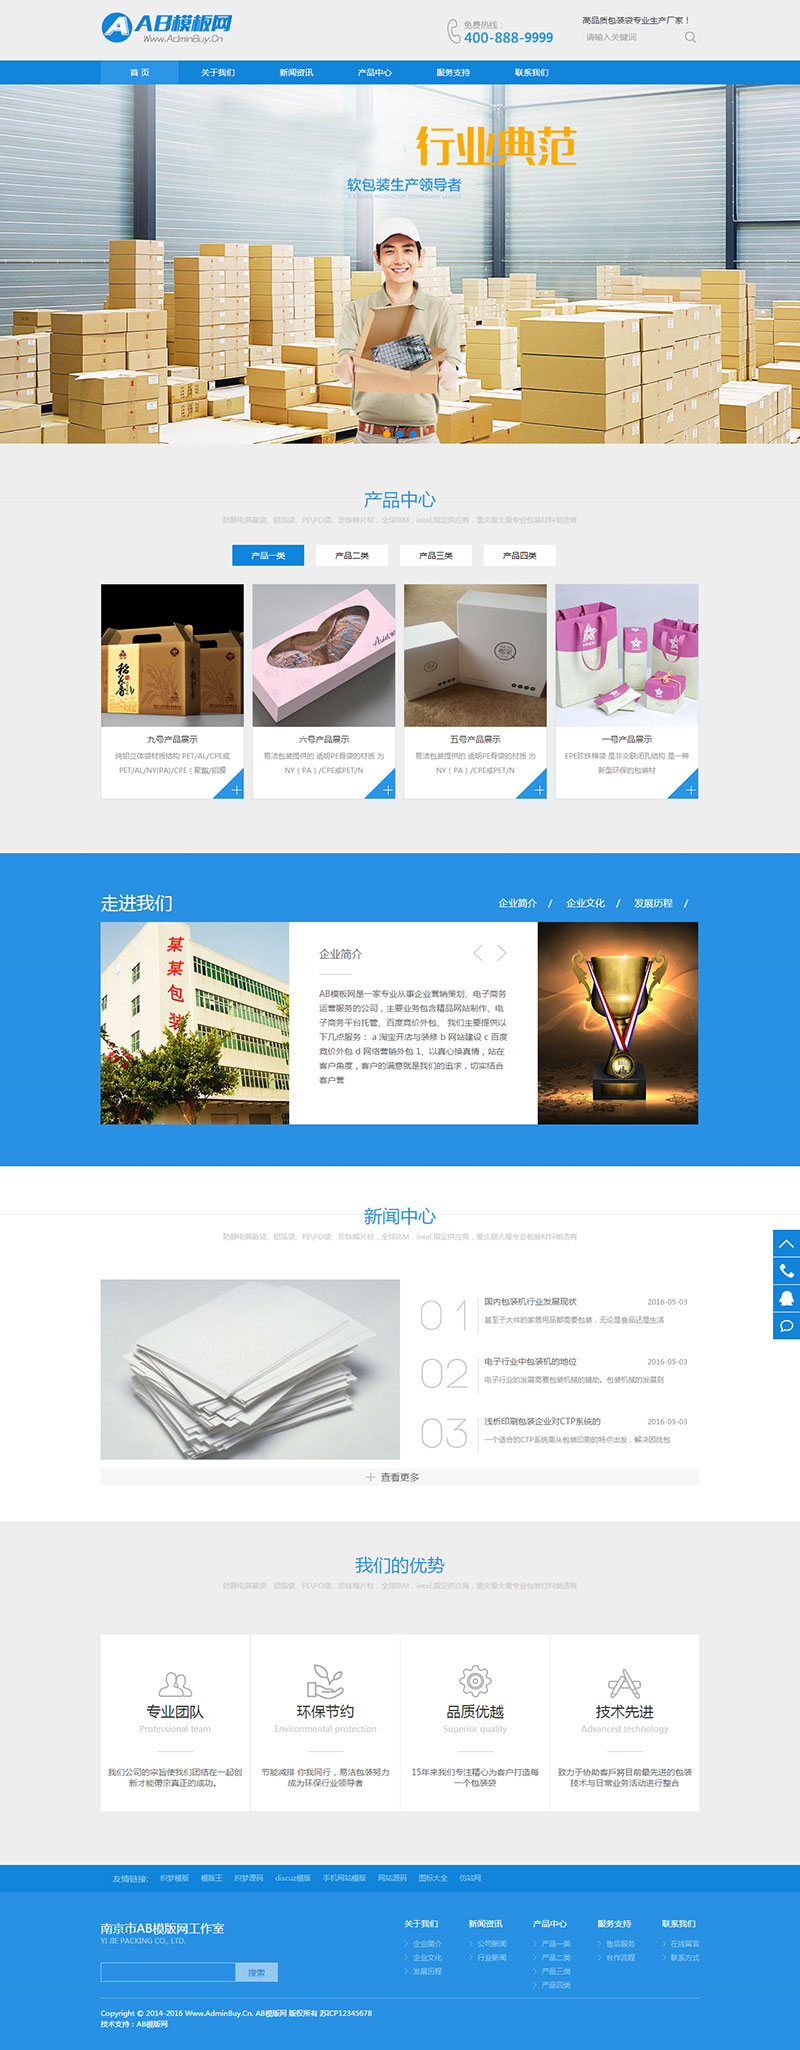 AB模板网
Www.AdminBuy.Cn
免费热线：
400-888-9999
高品质包装袋专业生产厂家！
请输入关键词
首 页 关于我们 新闻资讯 产品中心 服务支持 联系我们
行业典范
软包装生产领导者
产品中心
防静电屏蔽袋、铝箔袋、PE\PO袋、珍珠棉片材，全球IBM，intel,指定供应商，重庆最大最专业包装材料制造商
产品一类 产品二类 产品三类 产品四类
九号产品展示
纯铝立体袋材质结构 PET/AL/CPE或
PET/AL/NY(PA)/CPE（聚酯/铝膜
六号产品展示
易洁包装提供的 透明PE骨袋的材质 为
NY（PA）/CPE或PET/N
五号产品展示
易洁包装提供的 透明PE骨袋的材质 为
NY（PA）/CPE或PET/N
一号产品展示
EPE珍珠棉袋 是非交联闭孔结构 是一种
新型环保的包装材
走进我们
企业简介 / 企业文化 / 发展历程 /
某某包装
企业简介
AB模板网是一家专业从事企业营销策划、电子商务
运营服务的公司，主要业务包含精品网站制作、电
子商务平台托管、百度竞价外包、 我们主要提供以
下几点服务： a 淘宝开店与装修 b 网站建设 c 百度
竞价外包 d 网络营销外包 1、以真心换真情，站在
客户角度，客户的满意就是我们的追求，切实结合
客户营
新闻中心
防静电屏蔽袋、铝箔袋、PE\PO袋、珍珠棉片材，全球IBM，intel,指定供应商，重庆最大最专业包装材料制造商
01
国内包装机行业发展现状 2016-05-03
甚至于大件的家居用品都需要包装，无论是食品还是生活
02
电子行业中包装机的地位 2016-05-03
电子行业的发展需要包装机械的辅助。包装机械的发展到
03
浅析印刷包装企业对CTP系统的 2016-05-03
一个适合的CTP系统需从包装印刷的特点出发，解决困扰包
查看更多
我们的优势
防静电屏蔽袋、铝箔袋、PE\PO袋、珍珠棉片材，全球IBM，intel,指定供应商，重庆最大最专业包装材料制造商
专业团队
Professional team
我们公司的宗旨使我们团结在一起创
新才能带来真正的成功。
环保节约
Environmental protection
节能减排 你我同行，易洁包装努力
成为环保行业领导者
品质优越
Superior quality
15年来我们专注精心为客户打造每
一个包装袋
技术先进
Advanced technology
致力于协助客户将目前最先进的包装
技术与日常业务活动进行整合
友情链接: 织梦模版 模版王 织梦源码 discuz模版 手机网站模版 网站源码 图标大全 仿站网
南京市AB模版网工作室
YI JIE PACKING CO., LTD.
搜索
关于我们
企业简介
企业文化
发展历程
新闻资讯
公司新闻
行业新闻
产品中心
产品一类
产品二类
产品三类
产品四类
服务支持
售后服务
合作流程
联系我们
在线留言
联系方式
Copyright © 2014-2016 Www.AdminBuy.Cn. AB模版网 版权所有 苏ICP12345678
技术支持：AB模版网